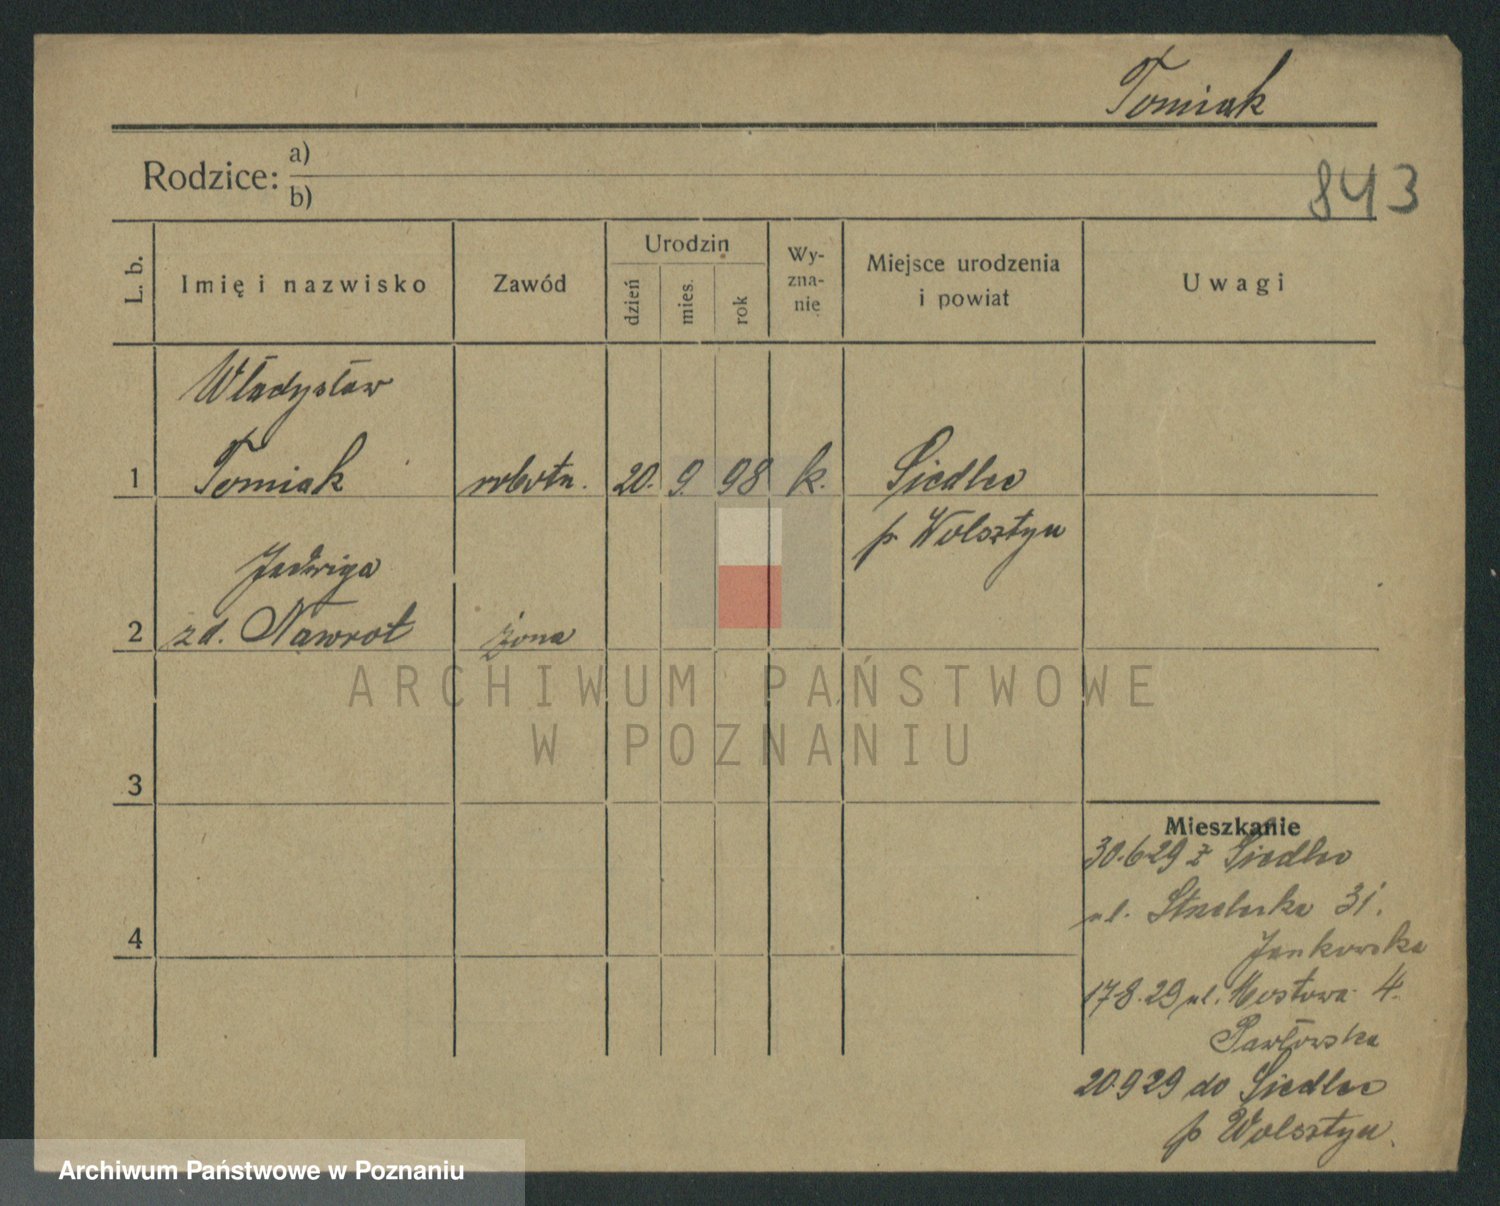 Tomiak
Rodzice: a)
b)
843
L. b.
Imię i nazwisko
Zawód
Urodzin
dzień
mies.
rok
Wy-
zna-
nie
Miejsce urodzenia
i powiat
Uwagi
Władysław
1 Tomiak robotn. 20. 9. 98 k. Siedlec
p. Wolsztyn
Jadwiga
2 zd. Nawrot żona
3
4
Mieszkanie
30.6.29 z Siedlec
ul. Strzelecka 31.
Jankowska
17.8.29 ul. Mostowa 4.
Pawłowska
20.9.29 do Siedlec
p. Wolsztyn.
ARCHIWUM PAŃSTWOWE
W POZNANIU
Archiwum Państwowe w Poznaniu